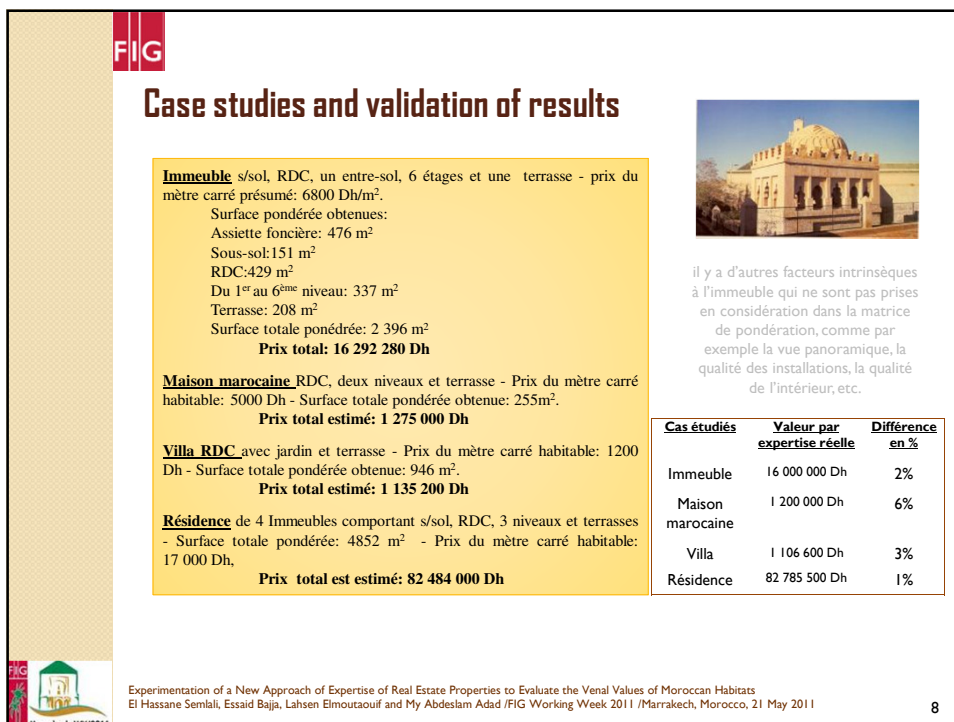 FIG
Case studies and validation of results
Immeuble s/sol, RDC, un entre-sol, 6 étages et une terrasse - prix du
mètre carré présumé: 6800 Dh/m².
Surface pondérée obtenues:
Assiette foncière: 476 m²
Sous-sol:151 m²
RDC:429 m²
Du 1er au 6ème niveau: 337 m²
Terrasse: 208 m²
Surface totale ponédrée: 2 396 m²
Prix total: 16 292 280 Dh
Maison marocaine RDC, deux niveaux et terrasse - Prix du mètre carré
habitable: 5000 Dh - Surface totale pondérée obtenue: 255m².
Prix total estimé: 1 275 000 Dh
Villa RDC avec jardin et terrasse - Prix du mètre carré habitable: 1200
Dh - Surface totale pondérée obtenue: 946 m².
Prix total estimé: 1 135 200 Dh
Résidence de 4 Immeubles comportant s/sol, RDC, 3 niveaux et terrasses
- Surface totale pondérée: 4852 m² - Prix du mètre carré habitable:
17 000 Dh,
Prix total est estimé: 82 484 000 Dh
il y a d'autres facteurs intrinsèques
à l'immeuble qui ne sont pas prises
en considération dans la matrice
de pondération, comme par
exemple la vue panoramique, la
qualité des installations, la qualité
de l'intérieur, etc.
Cas étudiés Valeur par expertise réelle Différence en %
Immeuble 16 000 000 Dh 2%
Maison marocaine 1 200 000 Dh 6%
Villa 1 106 600 Dh 3%
Résidence 82 785 500 Dh 1%
FIG
Experimentation of a New Approach of Expertise of Real Estate Properties to Evaluate the Venal Values of Moroccan Habitats
El Hassane Semlali, Essaid Bajja, Lahsen Elmoutaouif and My Abdeslam Adad /FIG Working Week 2011 /Marrakech, Morocco, 21 May 2011
8